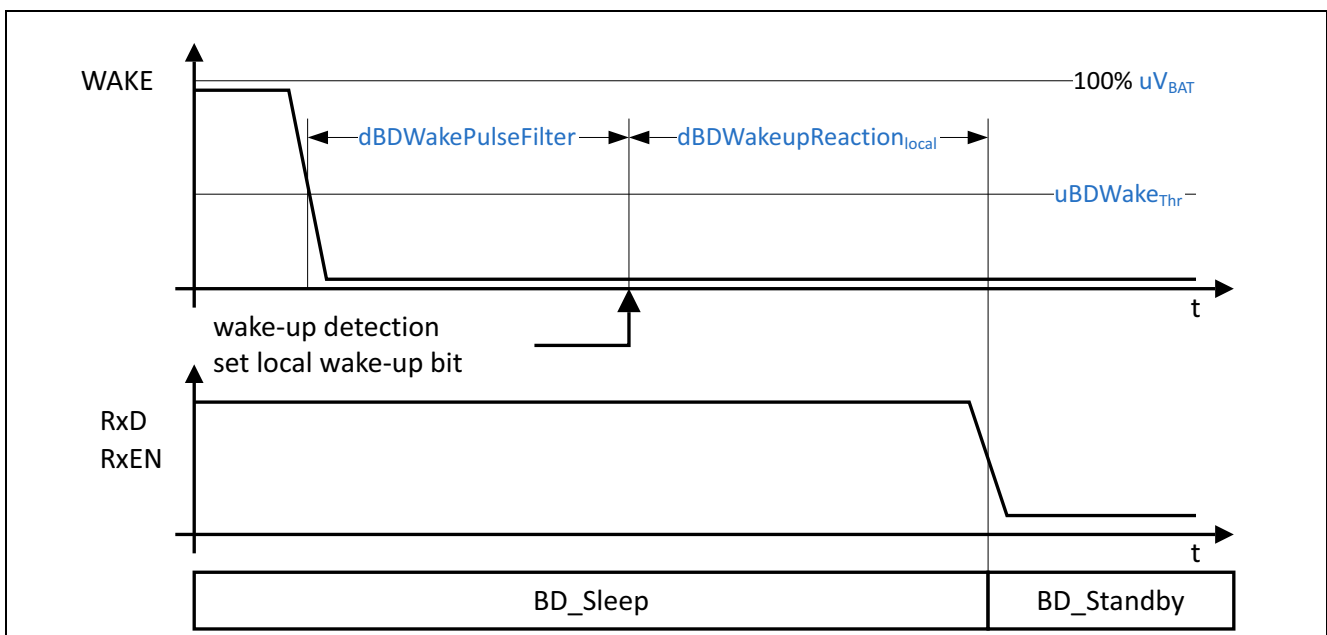 WAKE
100% uVBAT
dBDWakePulseFilter
dBDWakeupReactionlocal
uBDWakeThr
t
wake-up detection
set local wake-up bit
RxD
RxEN
t
BD_Sleep
BD_Standby